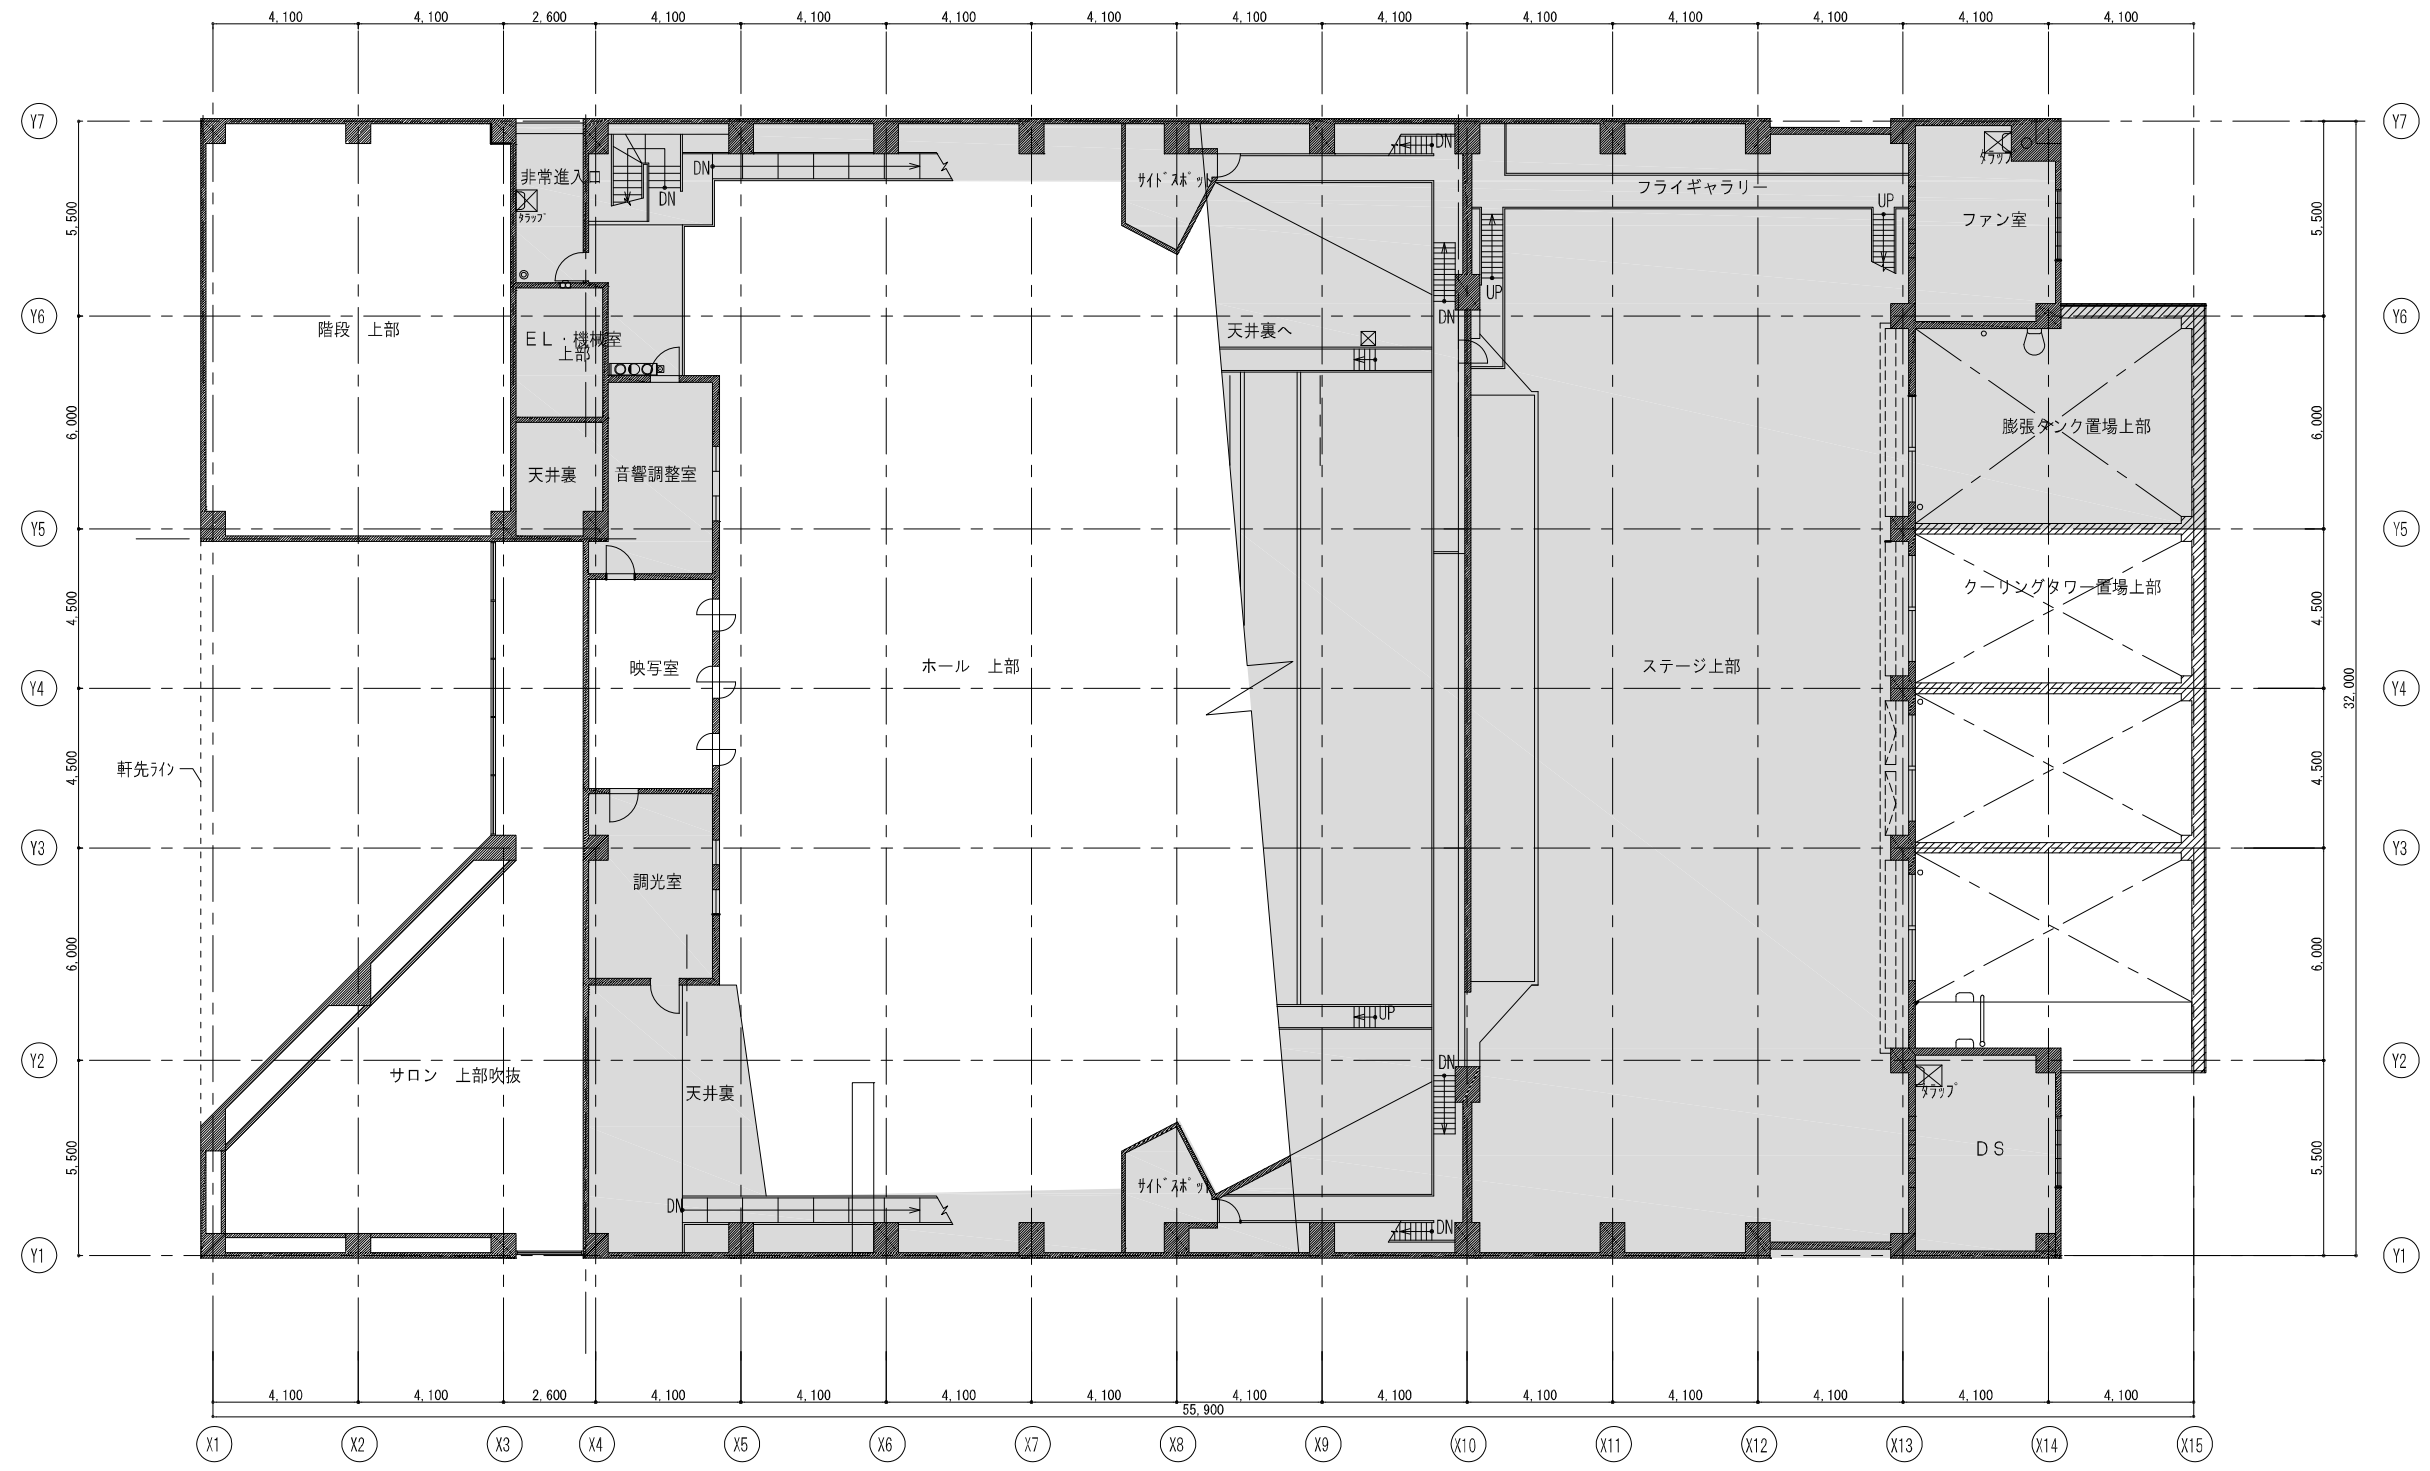 4,100 4,100 2,600 4,100 4,100 4,100 4,100 4,100 4,100 4,100 4,100 4,100 4,100 4,100
Y7 Y7
DN
DN
非常進入口
DN
ﾀﾗｯﾌﾟ
ｻｲﾄﾞｽﾎﾟｯﾄ
フライギャラリー
UP
ﾀﾗｯﾌﾟ
ファン室
5,500 5,500
UP
DN
Y6 Y6
階段 上部
EL・機械室
上部
天井裏へ
6,000 6,000
膨張タンク置場上部
天井裏
音響調整室
Y5 Y5
クーリングタワー置場上部
4,500 4,500
映写室
ホール 上部
ステージ上部
Y4 Y4
32,000
軒先ﾗｲﾝ
4,500 4,500
Y3 Y3
調光室
6,000 6,000
UP
DN
Y2 Y2
サロン 上部吹抜
天井裏
ﾀﾗｯﾌﾟ
DS
5,500 5,500
ｻｲﾄﾞｽﾎﾟｯﾄ
DN
DN
Y1 Y1
4,100 4,100 2,600 4,100 4,100 4,100 4,100 4,100 4,100 4,100 4,100 4,100 4,100 4,100
55,900
X1 X2 X3 X4 X5 X6 X7 X8 X9 X10 X11 X12 X13 X14 X15